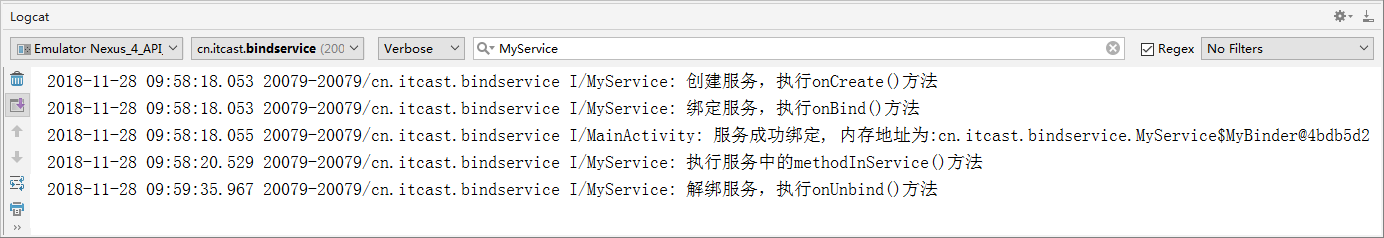 Logcat
Emulator Nexus_4_API_ cn.itcast.bindservice (200 Verbose MyService Regex No Filters
2018-11-28 09:58:18.053 20079-20079/cn.itcast.bindservice I/MyService: 创建服务，执行onCreate()方法
2018-11-28 09:58:18.053 20079-20079/cn.itcast.bindservice I/MyService: 绑定服务，执行onBind()方法
2018-11-28 09:58:18.055 20079-20079/cn.itcast.bindservice I/MainActivity: 服务成功绑定，内存地址为:cn.itcast.bindservice.MyService$MyBinder@4bdb5d2
2018-11-28 09:58:20.529 20079-20079/cn.itcast.bindservice I/MyService: 执行服务中的methodInService()方法
2018-11-28 09:59:35.967 20079-20079/cn.itcast.bindservice I/MyService: 解绑服务，执行onUnbind()方法